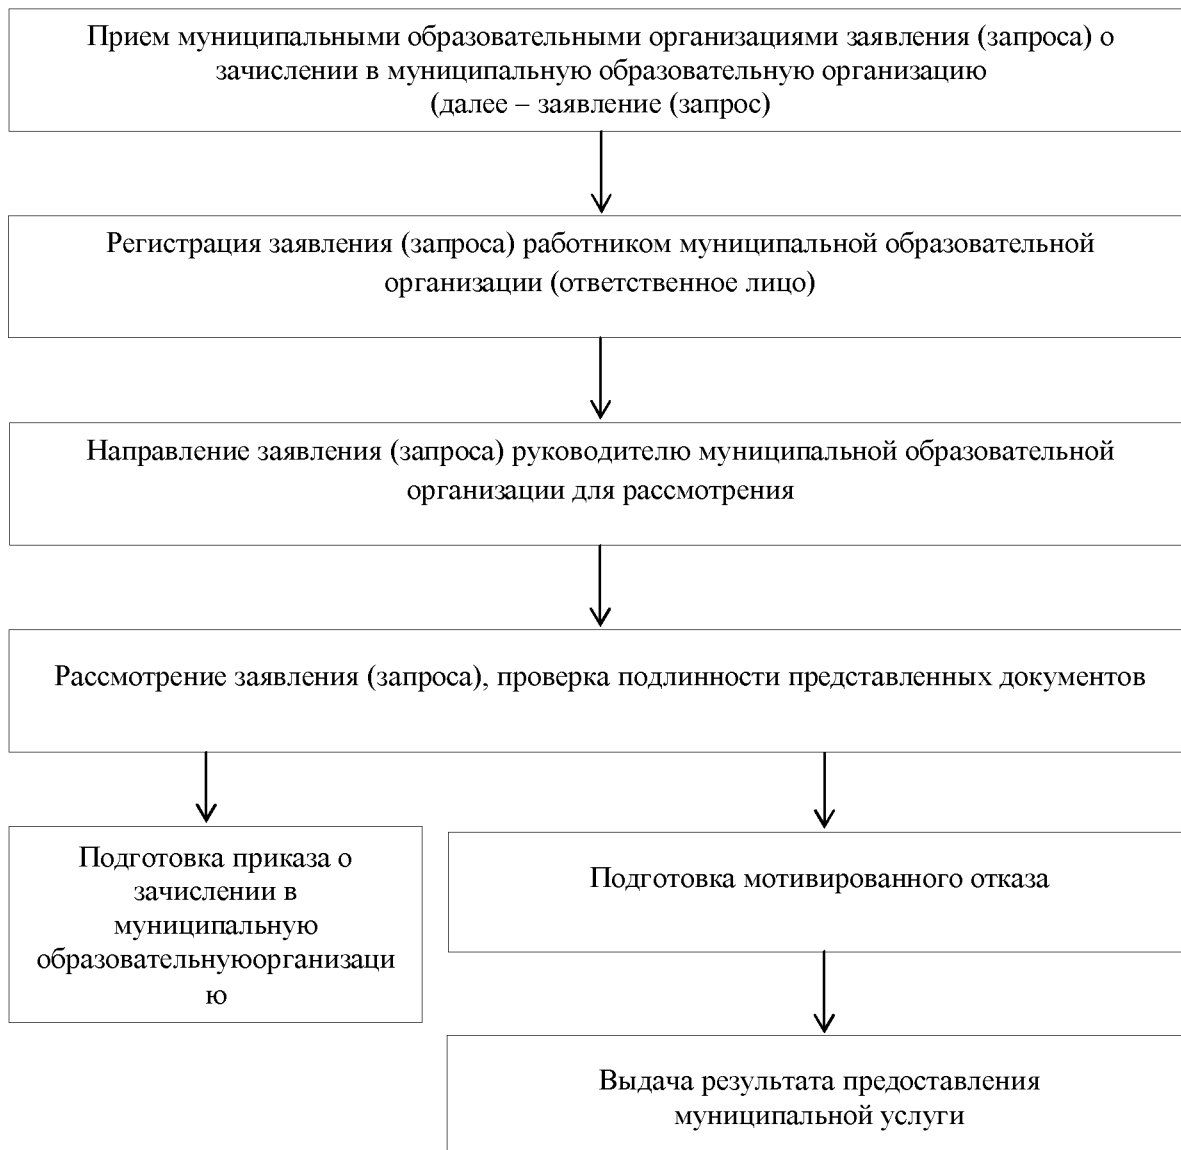 Прием муниципальными образовательными организациями заявления (запроса) о
зачислении в муниципальную образовательную организацию
(далее – заявление (запрос)
Регистрация заявления (запроса) работником муниципальной образовательной
организации (ответственное лицо)
Направление заявления (запроса) руководителю муниципальной образовательной
организации для рассмотрения
Рассмотрение заявления (запроса), проверка подлинности представленных документов
Подготовка приказа о
зачислении в
муниципальную
образовательнуюорганизаци
ю
Подготовка мотивированного отказа
Выдача результата предоставления
муниципальной услуги